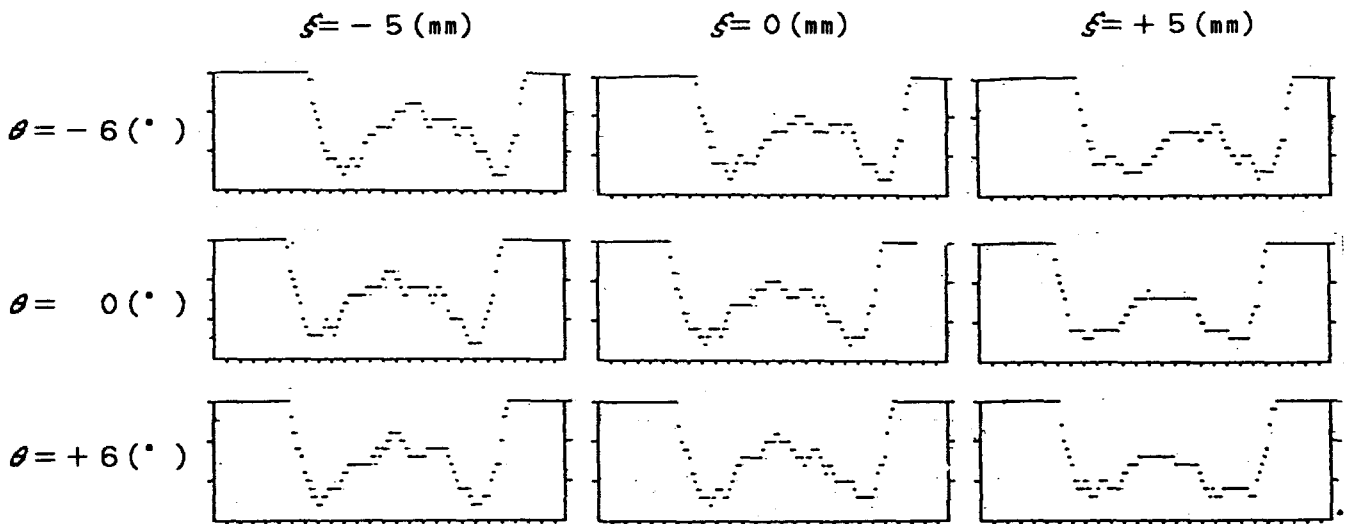 ξ= − 5 (mm) ξ= 0 (mm) ξ= + 5 (mm)
θ = − 6 (°)
θ = 0 (°)
θ = + 6 (°)